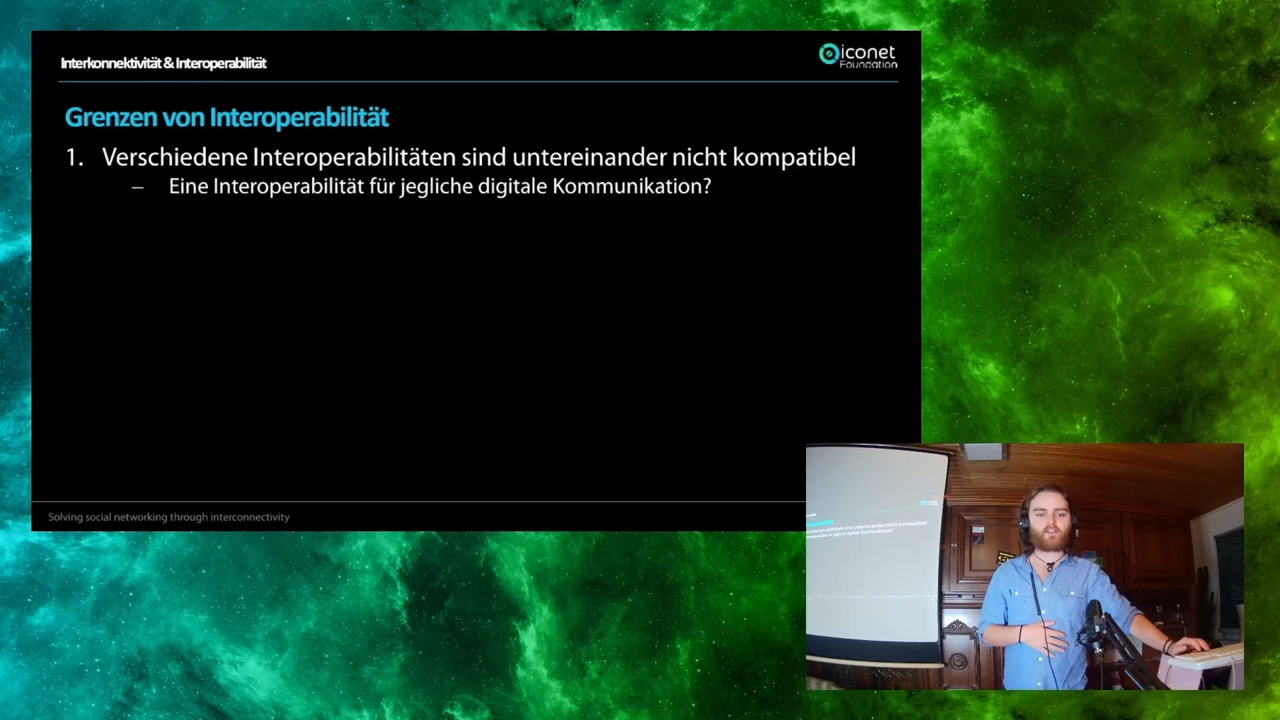 Interkonnektivität & Interoperabilität
iconet
Foundation
Grenzen von Interoperabilität
1. Verschiedene Interoperabilitäten sind untereinander nicht kompatibel
– Eine Interoperabilität für jegliche digitale Kommunikation?
Solving social networking through interconnectivity